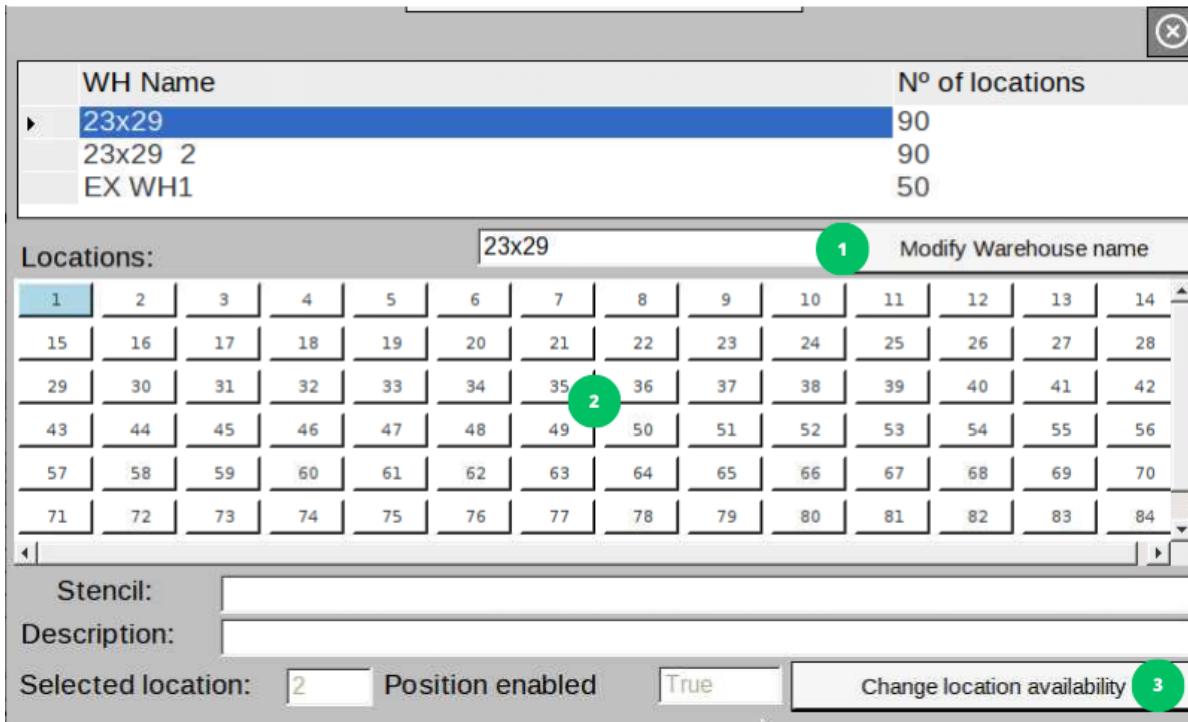 WH Name Nº of locations
23x29 90
23x29 2 90
EX WH1 50
Locations: 23x29 1 Modify Warehouse name
1 2 3 4 5 6 7 8 9 10 11 12 13 14
15 16 17 18 19 20 21 22 23 24 25 26 27 28
29 30 31 32 33 34 35 36 37 38 39 40 41 42
2
43 44 45 46 47 48 49 50 51 52 53 54 55 56
57 58 59 60 61 62 63 64 65 66 67 68 69 70
71 72 73 74 75 76 77 78 79 80 81 82 83 84
Stencil:
Description:
Selected location: 2 Position enabled True Change location availability 3